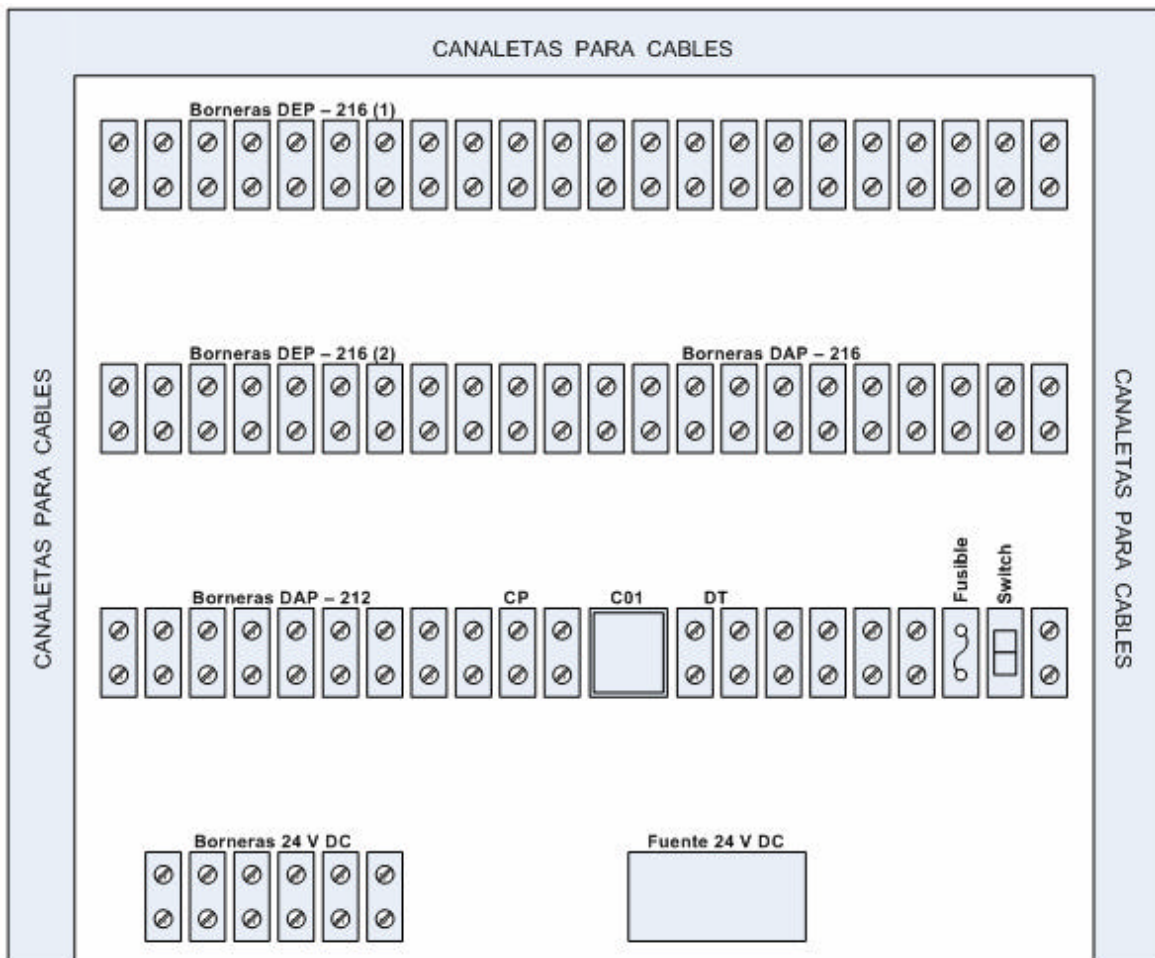 CANALETAS PARA CABLES
Borneras DEP – 216 (1)
Borneras DEP – 216 (2)
Borneras DAP – 216
CANALETAS PARA CABLES
CANALETAS PARA CABLES
Fusible
Switch
Borneras DAP – 212
CP
C01
DT
Borneras 24 V DC
Fuente 24 V DC